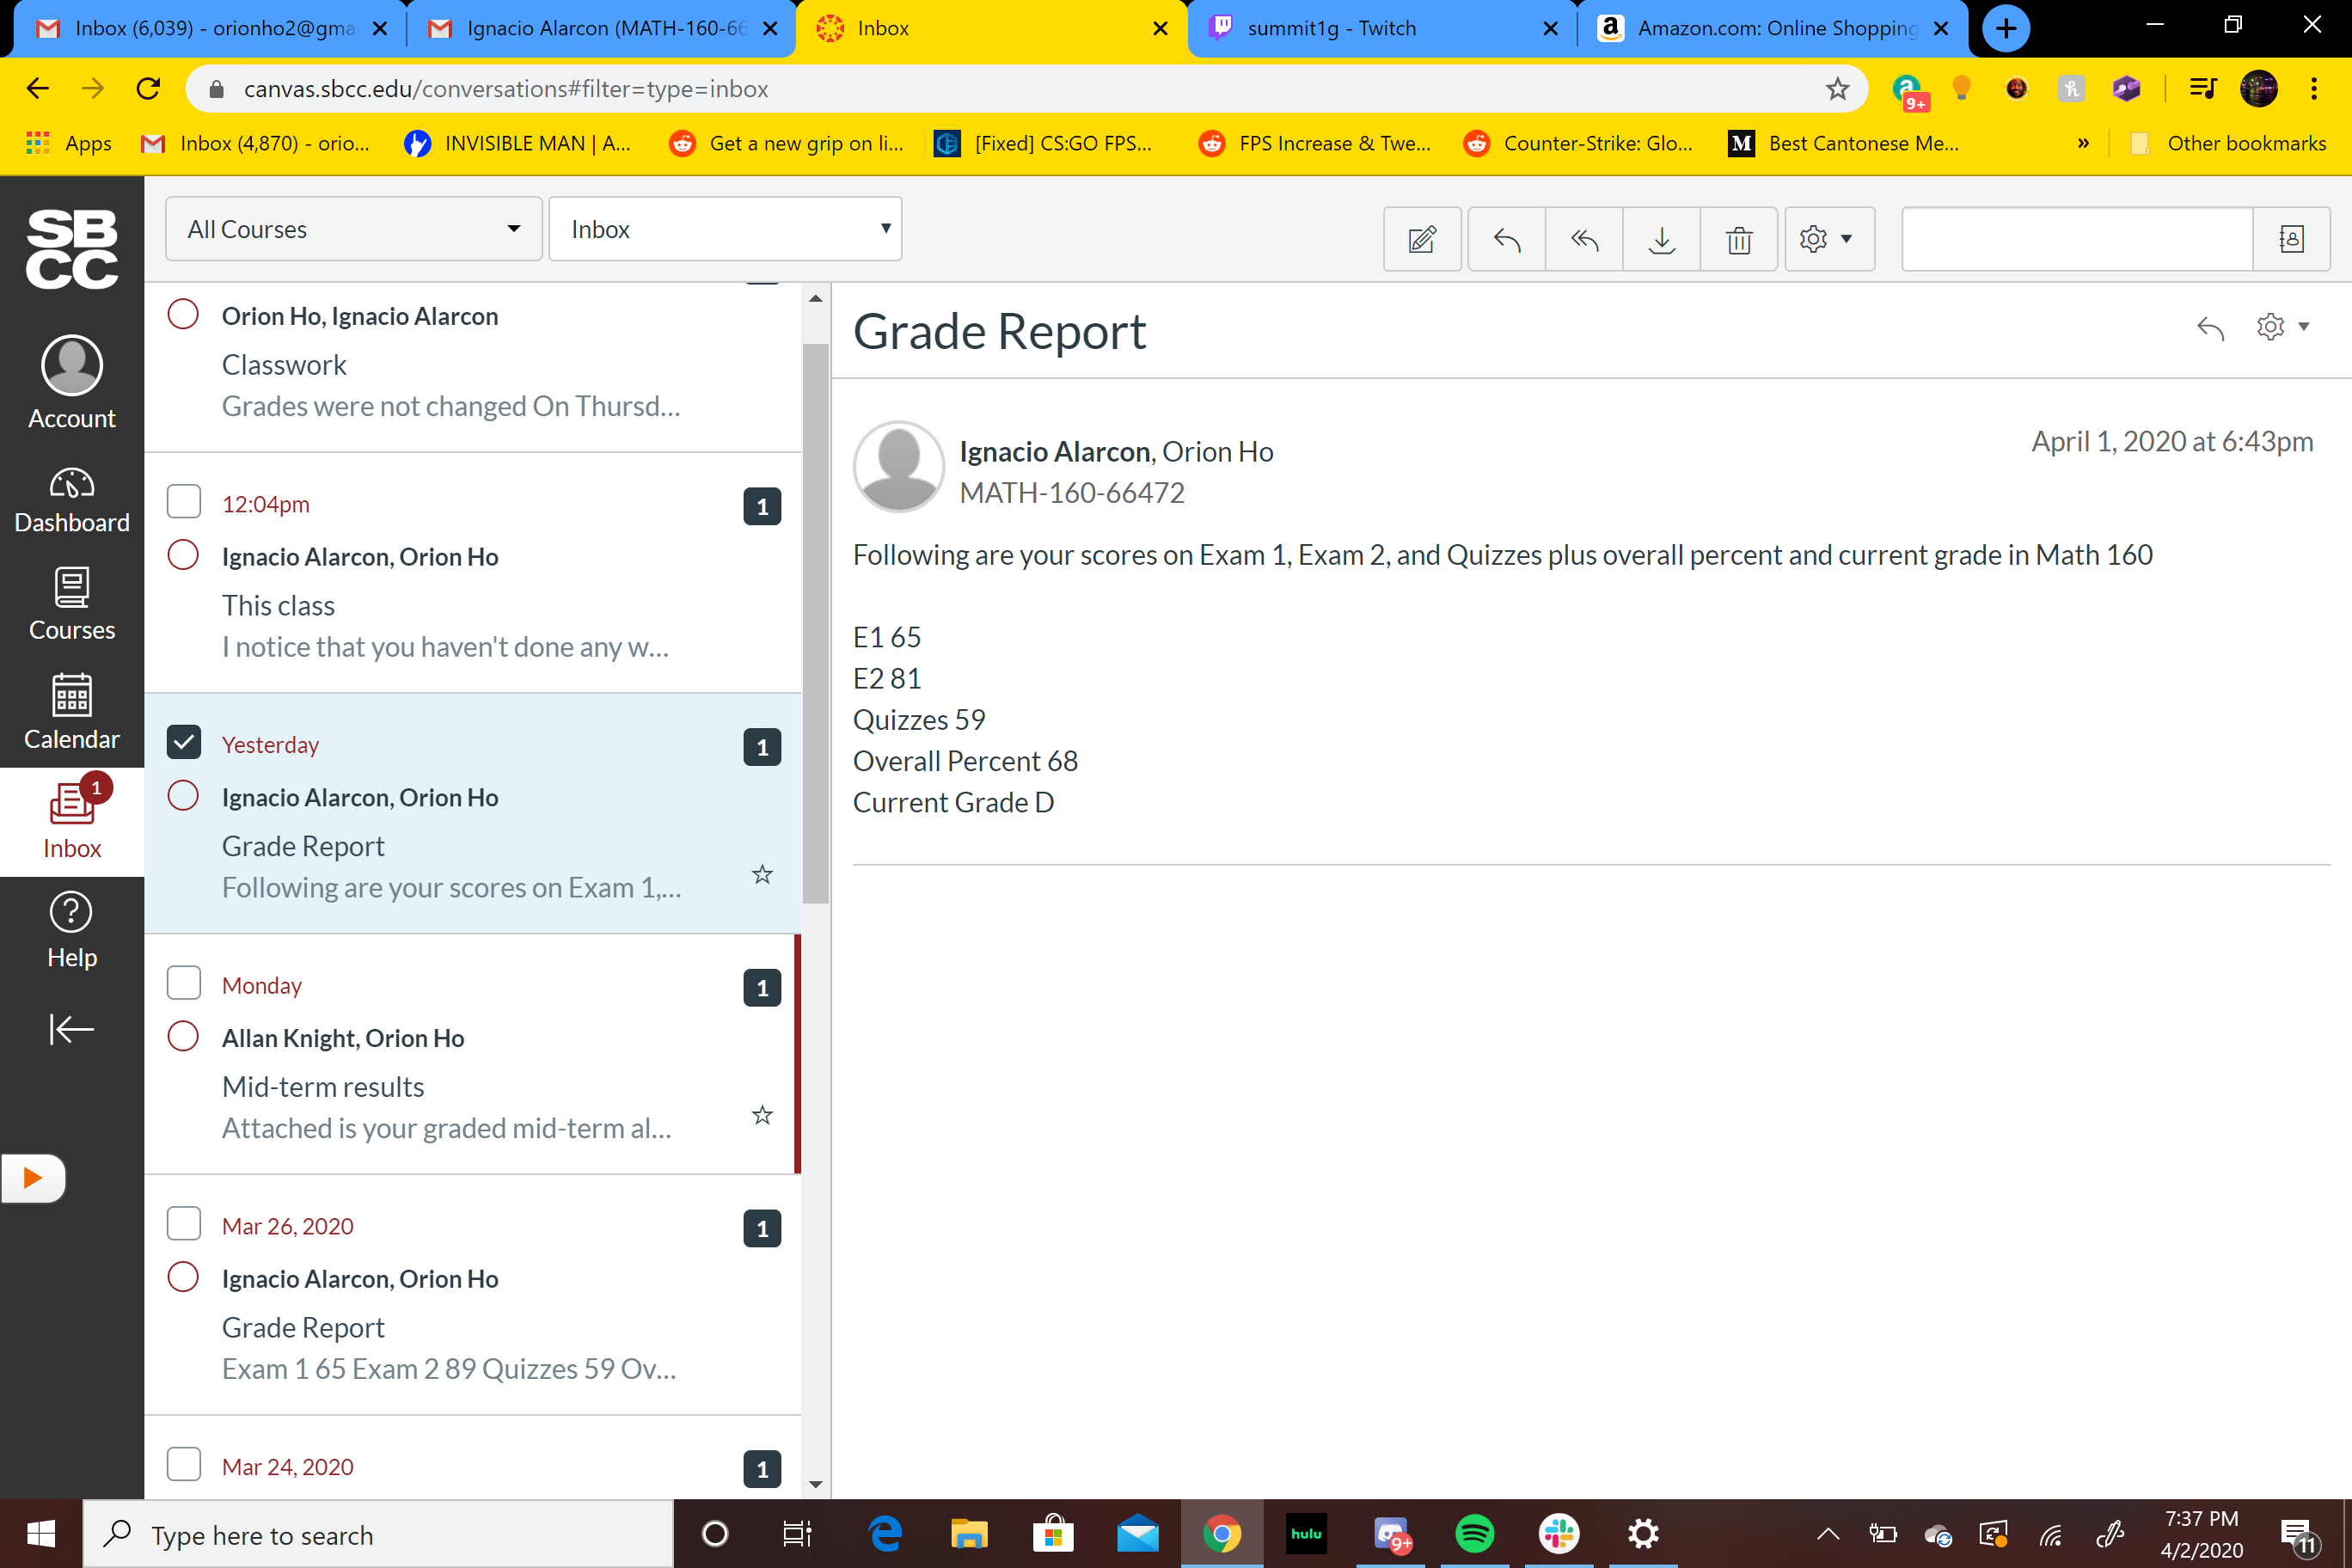 Inbox (6,039) - orionho2@gma
Ignacio Alarcon (MATH-160-66
Inbox
summit1g - Twitch
Amazon.com: Online Shopping
canvas.sbcc.edu/conversations#filter=type=inbox
9+
Apps
Inbox (4,870) - orio...
INVISIBLE MAN | A...
Get a new grip on li...
[Fixed] CS:GO FPS...
FPS Increase & Twe...
Counter-Strike: Glo...
M
Best Cantonese Me...
»
Other bookmarks
SB
CC
Account
Dashboard
Courses
Calendar
1
Inbox
Help
All Courses
Inbox
Orion Ho, Ignacio Alarcon
Classwork
Grades were not changed On Thursd...
12:04pm
1
Ignacio Alarcon, Orion Ho
This class
I notice that you haven't done any w...
Yesterday
1
Ignacio Alarcon, Orion Ho
Grade Report
Following are your scores on Exam 1,...
Monday
1
Allan Knight, Orion Ho
Mid-term results
Attached is your graded mid-term al...
Mar 26, 2020
1
Ignacio Alarcon, Orion Ho
Grade Report
Exam 1 65 Exam 2 89 Quizzes 59 Ov...
Mar 24, 2020
1
Grade Report
Ignacio Alarcon, Orion Ho
April 1, 2020 at 6:43pm
MATH-160-66472
Following are your scores on Exam 1, Exam 2, and Quizzes plus overall percent and current grade in Math 160
E1 65
E2 81
Quizzes 59
Overall Percent 68
Current Grade D
Type here to search
hulu
9+
7:37 PM
4/2/2020
11